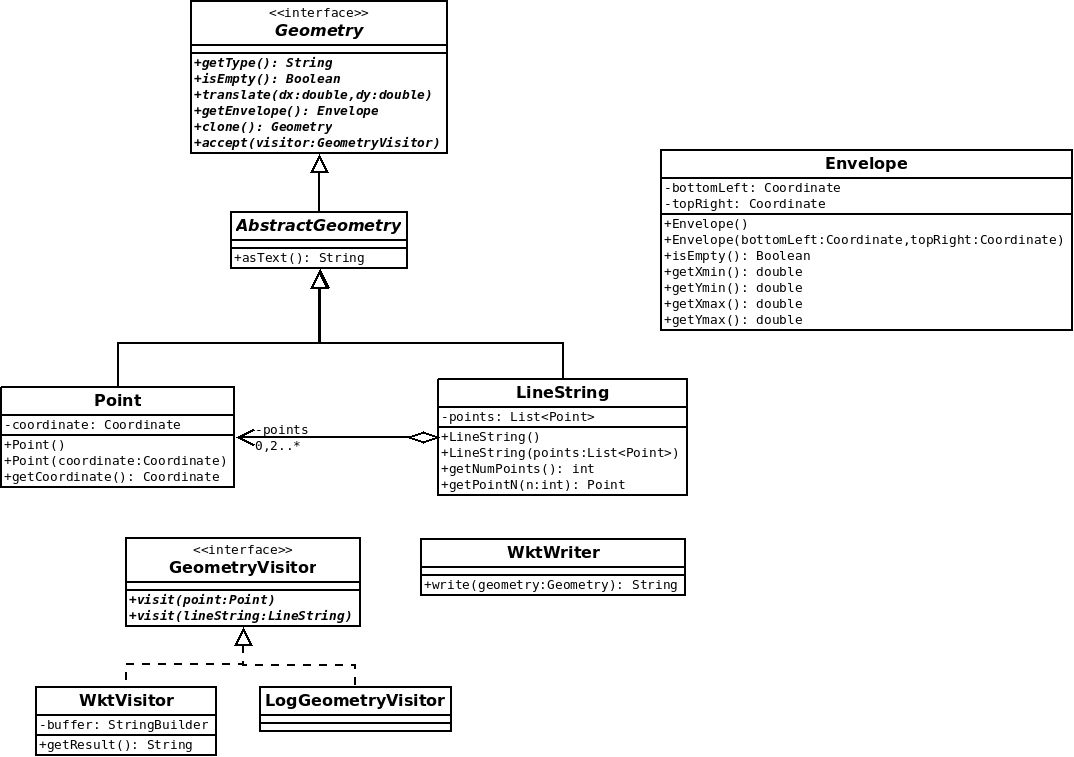 <<interface>>
Geometry
+getType(): String
+isEmpty(): Boolean
+translate(dx:double,dy:double)
+getEnvelope(): Envelope
+clone(): Geometry
+accept(visitor:GeometryVisitor)
Envelope
-bottomLeft: Coordinate
-topRight: Coordinate
+Envelope()
+Envelope(bottomLeft:Coordinate,topRight:Coordinate)
+isEmpty(): Boolean
+getXmin(): double
+getYmin(): double
+getXmax(): double
+getYmax(): double
AbstractGeometry
+asText(): String
Point
-coordinate: Coordinate
+Point()
+Point(coordinate:Coordinate)
+getCoordinate(): Coordinate
-points
0,2..*
LineString
-points: List<Point>
+LineString()
+LineString(points:List<Point>)
+getNumPoints(): int
+getPointN(n:int): Point
<<interface>>
GeometryVisitor
+visit(point:Point)
+visit(lineString:LineString)
WktWriter
+write(geometry:Geometry): String
WktVisitor
-buffer: StringBuilder
+getResult(): String
LogGeometryVisitor